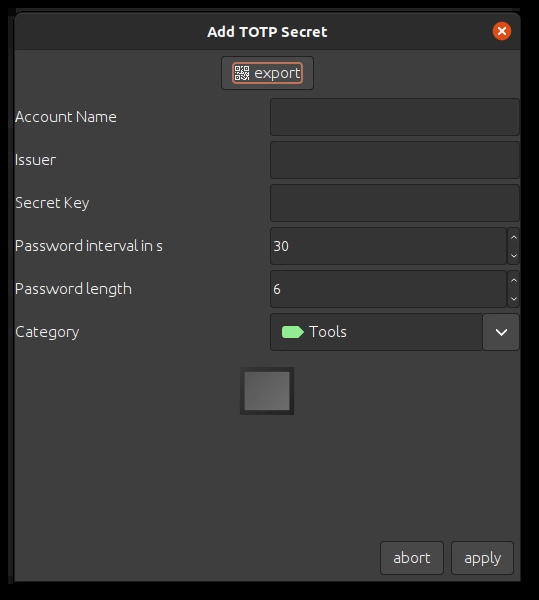 Add TOTP Secret
export
Account Name
Issuer
Secret Key
Password interval in s 30
Password length 6
Category Tools
abort apply